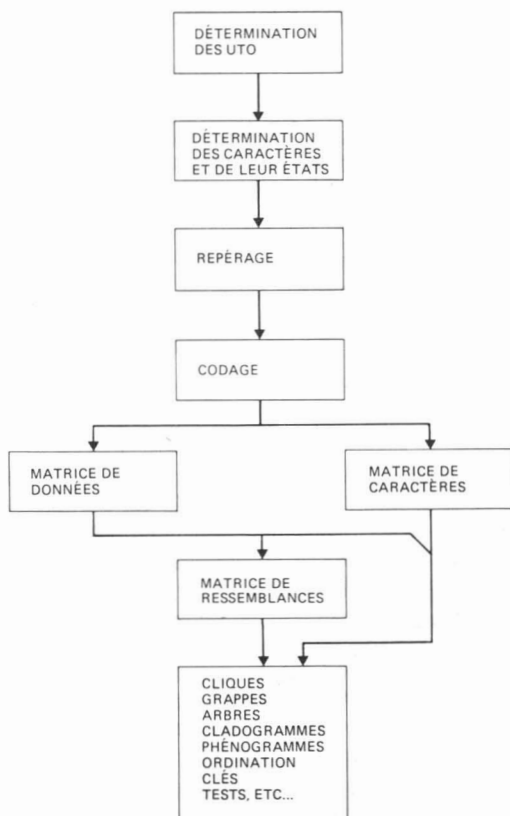 DÉTERMINATION
DES UTO
DÉTERMINATION
DES CARACTÈRES
ET DE LEUR ÉTATS
REPÉRAGE
CODAGE
MATRICE DE
DONNÉES
MATRICE DE
CARACTÈRES
MATRICE DE
RESSEMBLANCES
CLIQUES
GRAPPES
ARBRES
CLADOGRAMMES
PHÉNOGRAMMES
ORDINATION
CLÉS
TESTS, ETC...